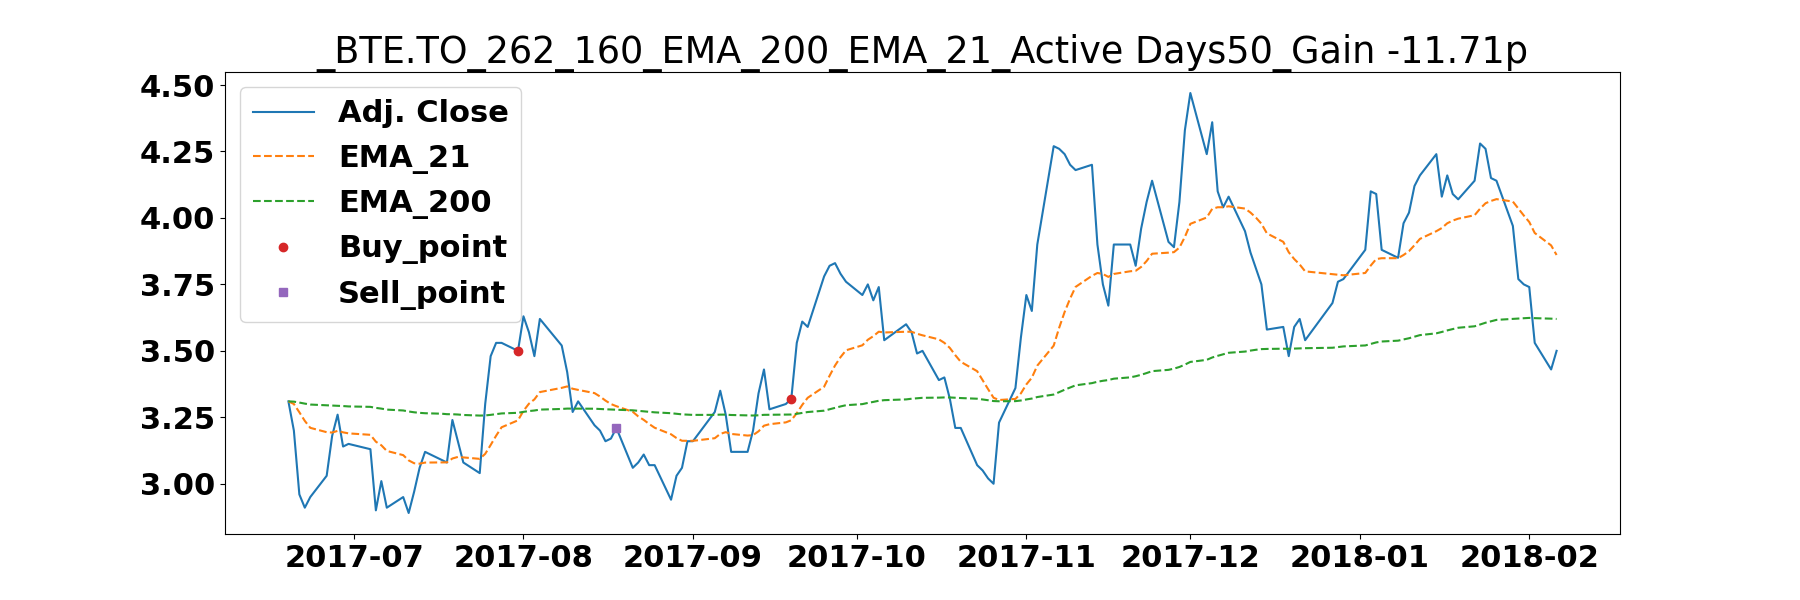 _BTE.TO_262_160_EMA_200_EMA_21_Active Days50_Gain -11.71p
4.50
4.25
4.00
3.75
3.50
3.25
3.00
Adj. Close
EMA_21
EMA_200
Buy_point
Sell_point
2017-07 2017-08 2017-09 2017-10 2017-11 2017-12 2018-01 2018-02